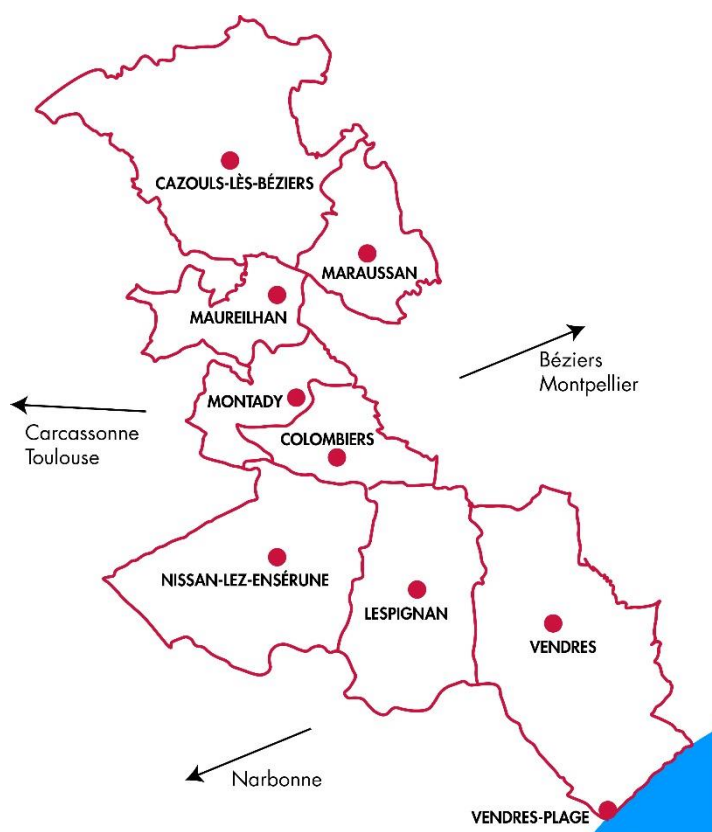 CAZOULS-LÈS-BÉZIERS
MARAUSSAN
MAUREILHAN
Béziers
Montpellier
MONTADY
Carcassonne
Toulouse
COLOMBIERS
NISSAN-LEZ-ENSÉRUNE
LESPIGNAN
VENDRES
Narbonne
VENDRES-PLAGE